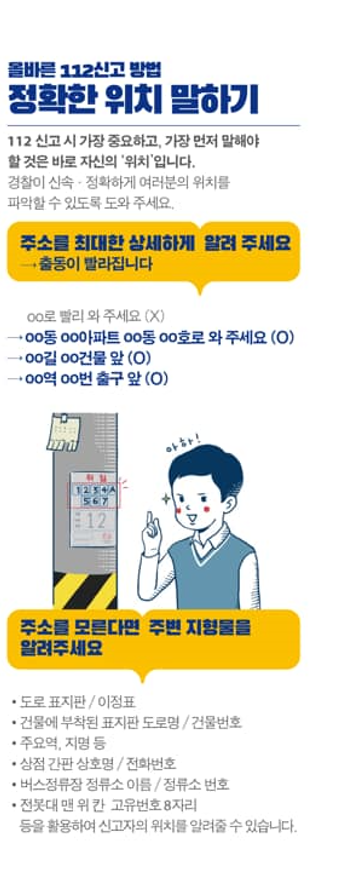 올바른 112신고 방법
정확한 위치 말하기
112 신고 시 가장 중요하고, 가장 먼저 말해야
할 것은 바로 자신의 '위치'입니다.
경찰이 신속 · 정확하게 여러분의 위치를
파악할 수 있도록 도와 주세요.
주소를 최대한 상세하게 알려 주세요
→출동이 빨라집니다
oo로 빨리 와 주세요 (X)
→oo동 oo아파트 oo동 oo호로 와 주세요 (O)
→oo길 oo건물 앞 (O)
→oo역 oo번 출구 앞 (O)
아하!
위험
1234A
567
12
주소를 모른다면 주변 지형물을
알려주세요
• 도로 표지판 / 이정표
• 건물에 부착된 표지판 도로명 / 건물번호
• 주요역, 지명 등
• 상점 간판 상호명 / 전화번호
• 버스정류장 정류소 이름 / 정류소 번호
• 전봇대 맨 위 칸 고유번호 8자리
등을 활용하여 신고자의 위치를 알려줄 수 있습니다.